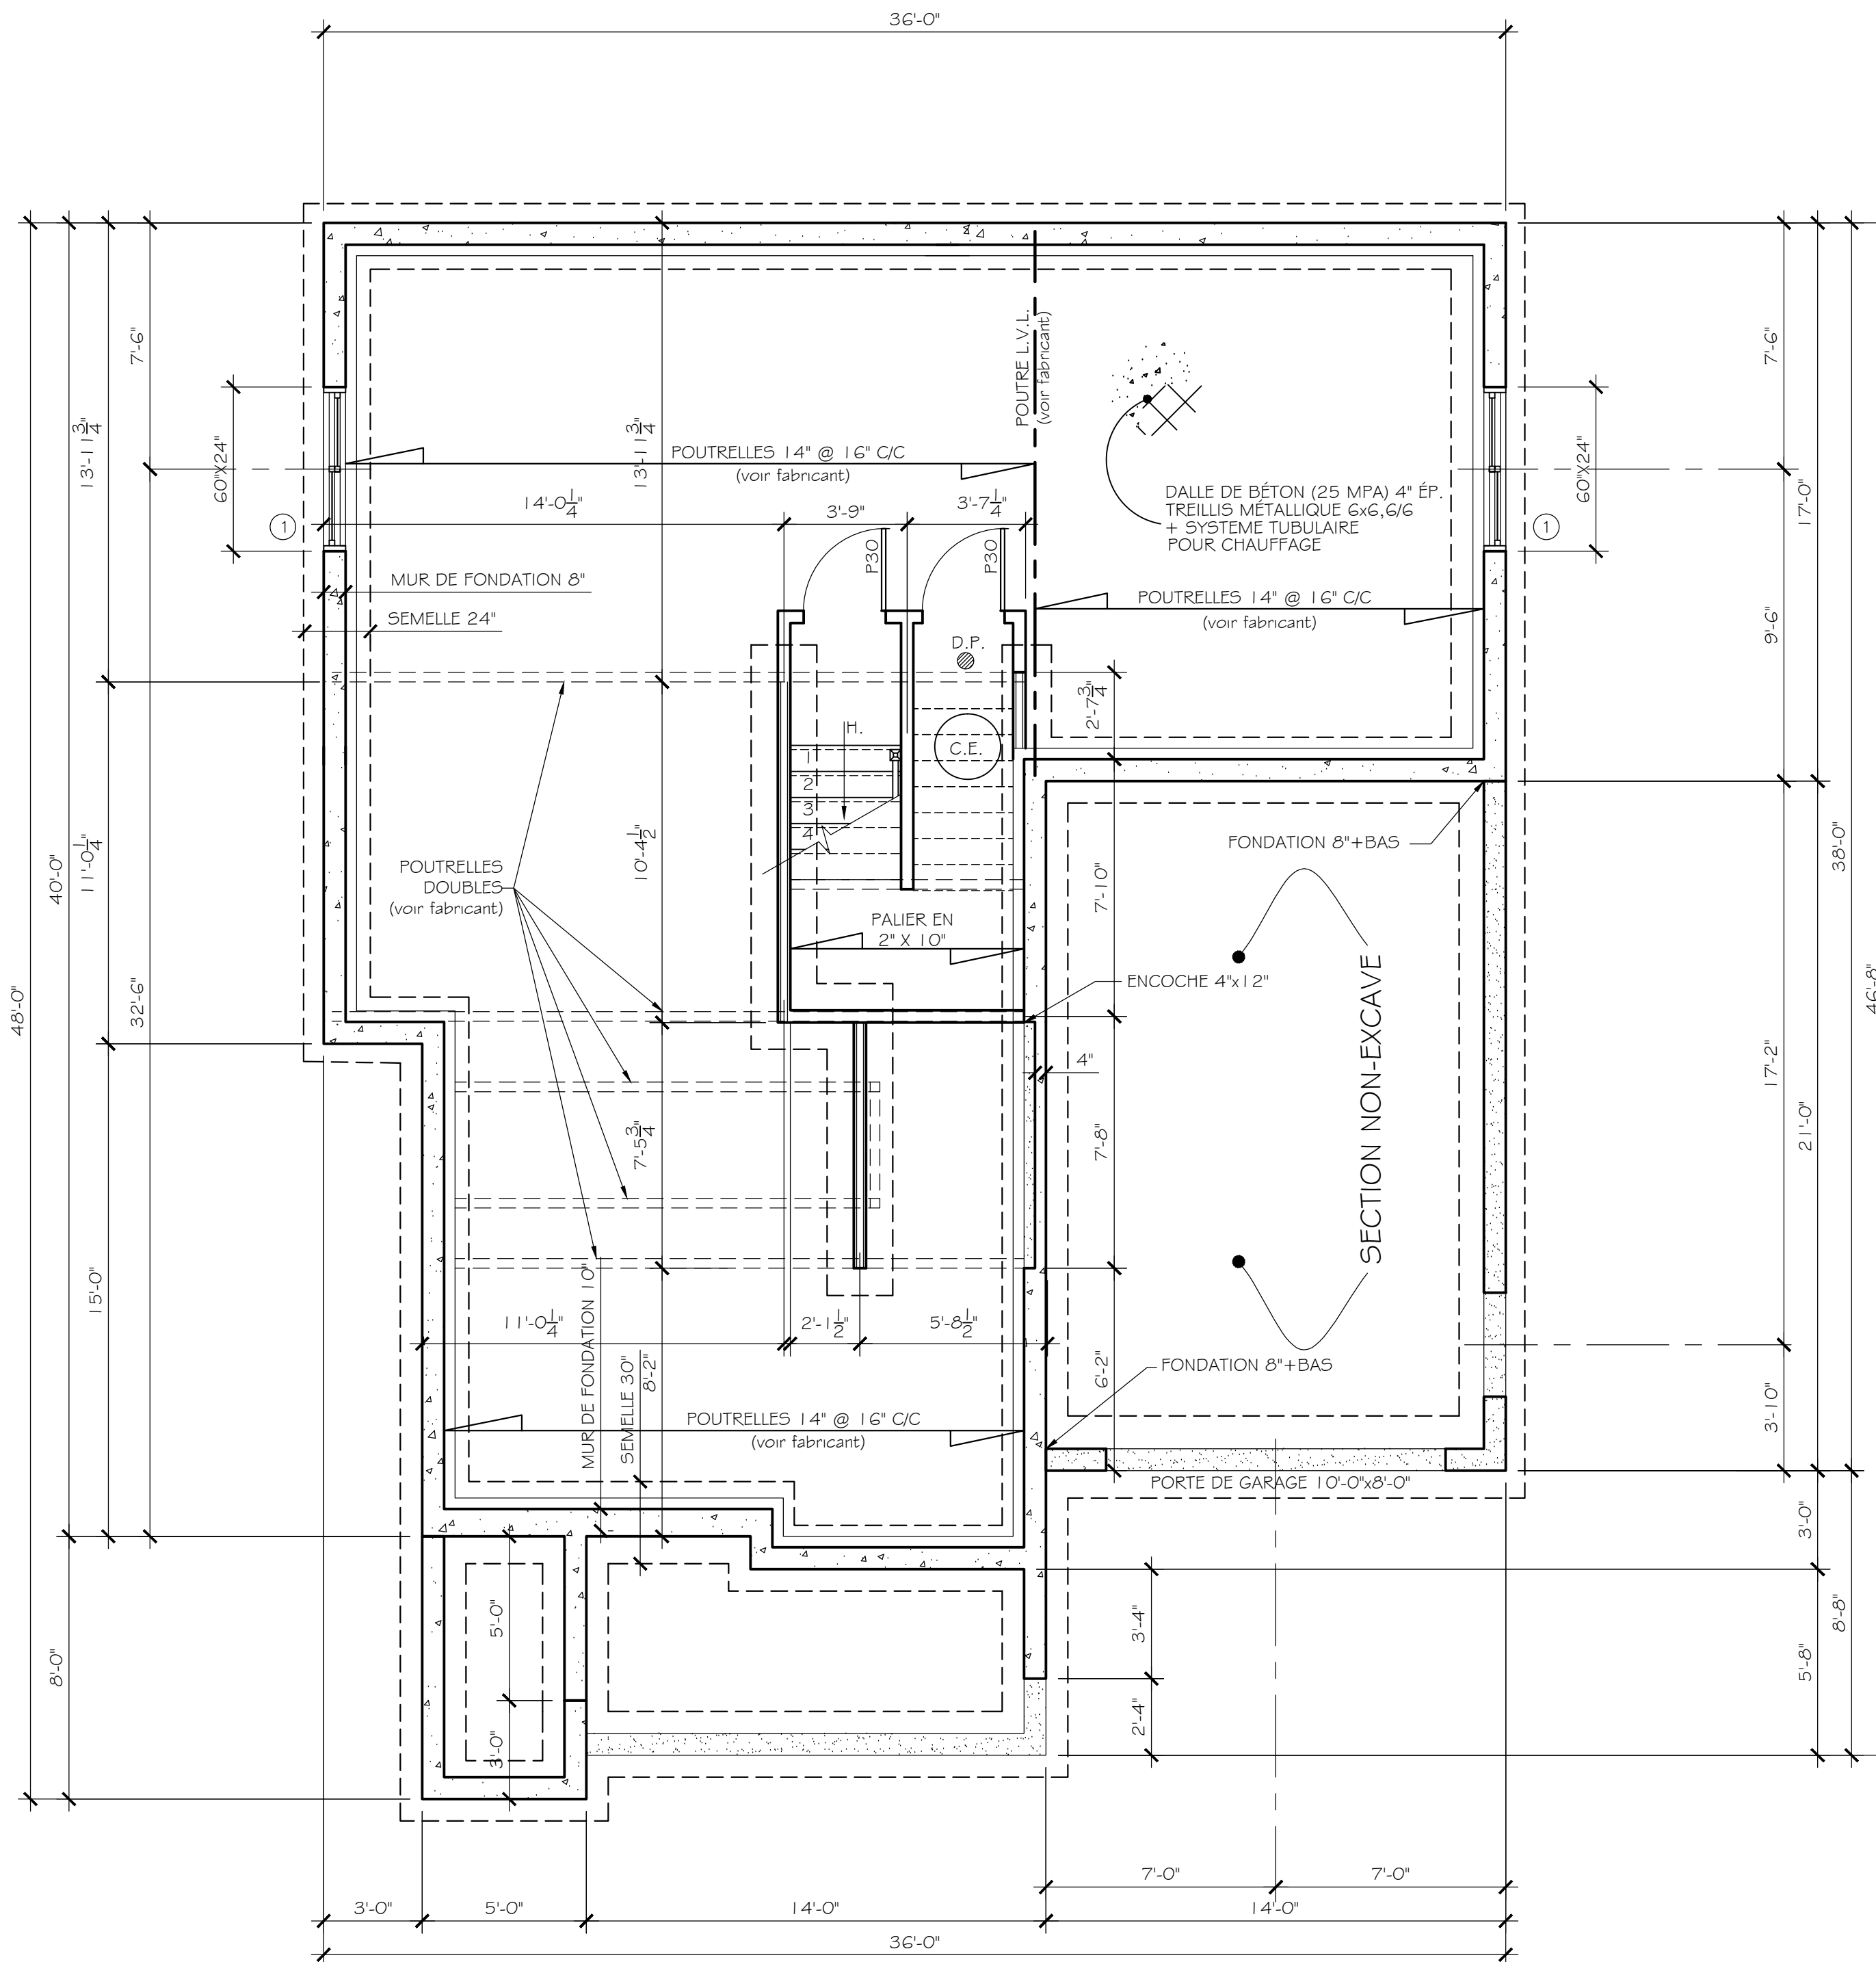 36'-0"
7'-6"
13'-11 3/4"
60"X24"
1
13'-11 3/4"
POUTRE L.V.L.
(voir fabricant)
POUTRELLES 14" @ 16" C/C
(voir fabricant)
14'-0 1/4"
3'-9"
3'-7 1/4"
P30
P30
DALLE DE BÉTON (25 MPA) 4" ÉP.
TREILLIS MÉTALLIQUE 6x6,6/6
+ SYSTEME TUBULAIRE
POUR CHAUFFAGE
7'-6"
60"X24"
1
17'-0"
MUR DE FONDATION 8"
SEMELLE 24"
POUTRELLES 14" @ 16" C/C
(voir fabricant)
9'-6"
D.P.
2'-7 3/4"
H.
C.E.
1
2
3
4
48'-0"
40'-0"
11'-0 1/4"
32'-6"
10'-4 1/2"
POUTRELLES
DOUBLES
(voir fabricant)
PALIER EN
2" X 10"
7'-10"
FONDATION 8"+BAS
38'-0"
46'-8"
ENCOCHE 4"x12"
4"
SECTION NON-EXCAVE
17'-2"
21'-0"
7'-5 3/4"
7'-8"
15'-0"
11'-0 1/4"
2'-1 1/2"
5'-8 1/2"
MUR DE FONDATION 10"
SEMELLE 30"
8'-2"
6'-2"
FONDATION 8"+BAS
3'-10"
POUTRELLES 14" @ 16" C/C
(voir fabricant)
PORTE DE GARAGE 10'-0"x8'-0"
3'-0"
8'-0"
5'-0"
3'-0"
3'-4"
2'-4"
5'-8"
8'-8"
7'-0"
7'-0"
3'-0"
5'-0"
14'-0"
14'-0"
36'-0"